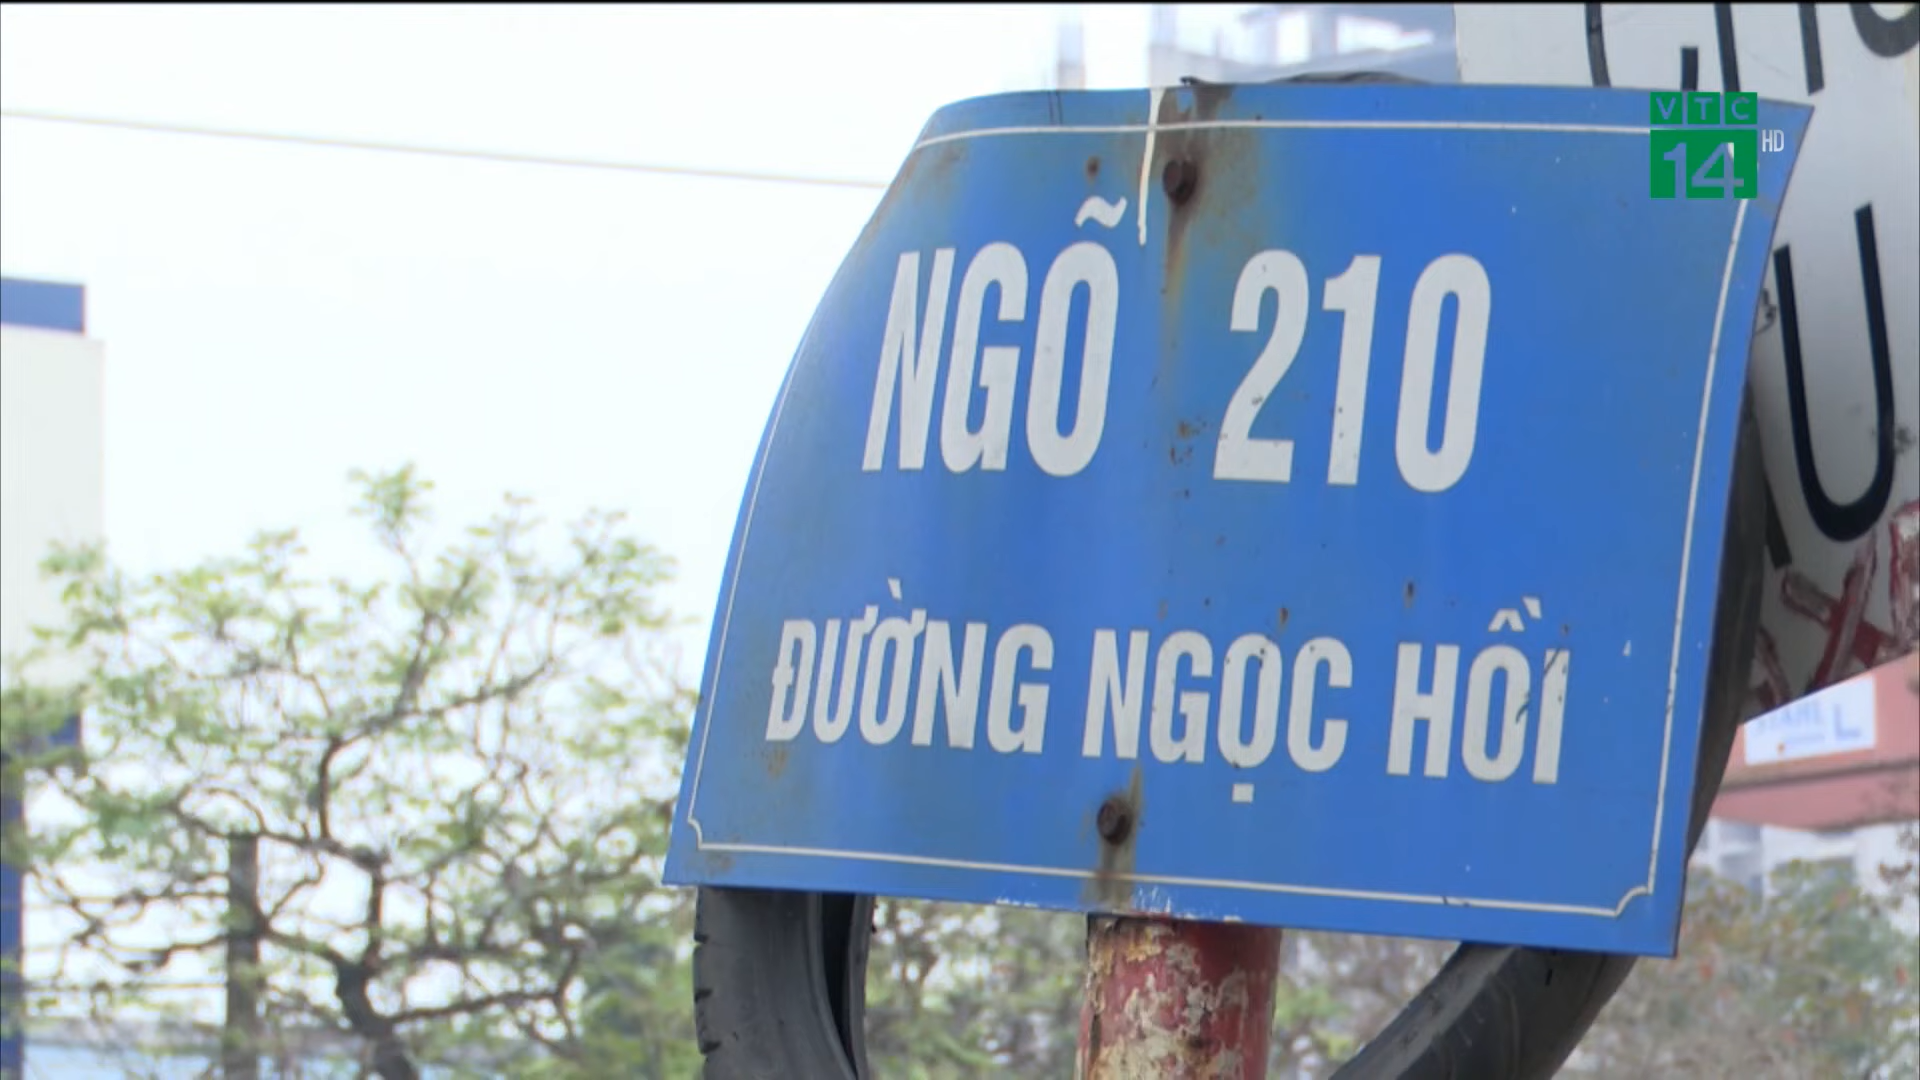 VTC
14 HD
NGÕ 210
ĐƯỜNG NGỌC HỒI